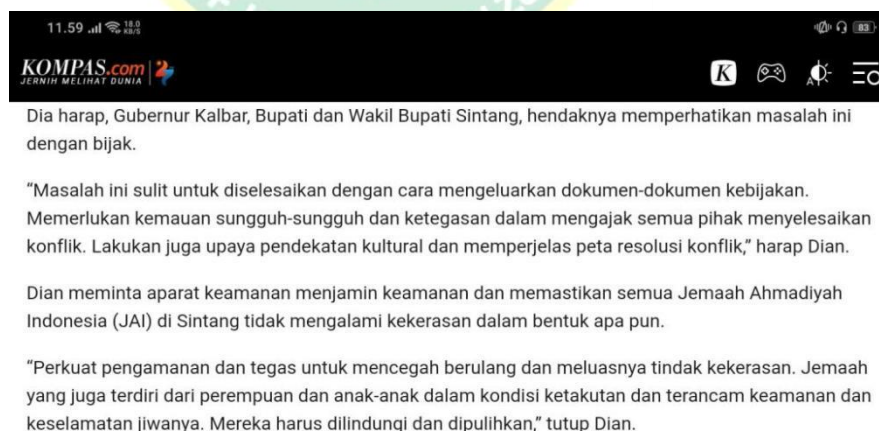 11.59 18.0 KB/S 83
KOMPAS.com
JERNIH MELIHAT DUNIA
K
A
Dia harap, Gubernur Kalbar, Bupati dan Wakil Bupati Sintang, hendaknya memperhatikan masalah ini
dengan bijak.
“Masalah ini sulit untuk diselesaikan dengan cara mengeluarkan dokumen-dokumen kebijakan.
Memerlukan kemauan sungguh-sungguh dan ketegasan dalam mengajak semua pihak menyelesaikan
konflik. Lakukan juga upaya pendekatan kultural dan memperjelas peta resolusi konflik,” harap Dian.
Dian meminta aparat keamanan menjamin keamanan dan memastikan semua Jemaah Ahmadiyah
Indonesia (JAI) di Sintang tidak mengalami kekerasan dalam bentuk apa pun.
“Perkuat pengamanan dan tegas untuk mencegah berulang dan meluasnya tindak kekerasan. Jemaah
yang juga terdiri dari perempuan dan anak-anak dalam kondisi ketakutan dan terancam keamanan dan
keselamatan jiwanya. Mereka harus dilindungi dan dipulihkan,” tutup Dian.